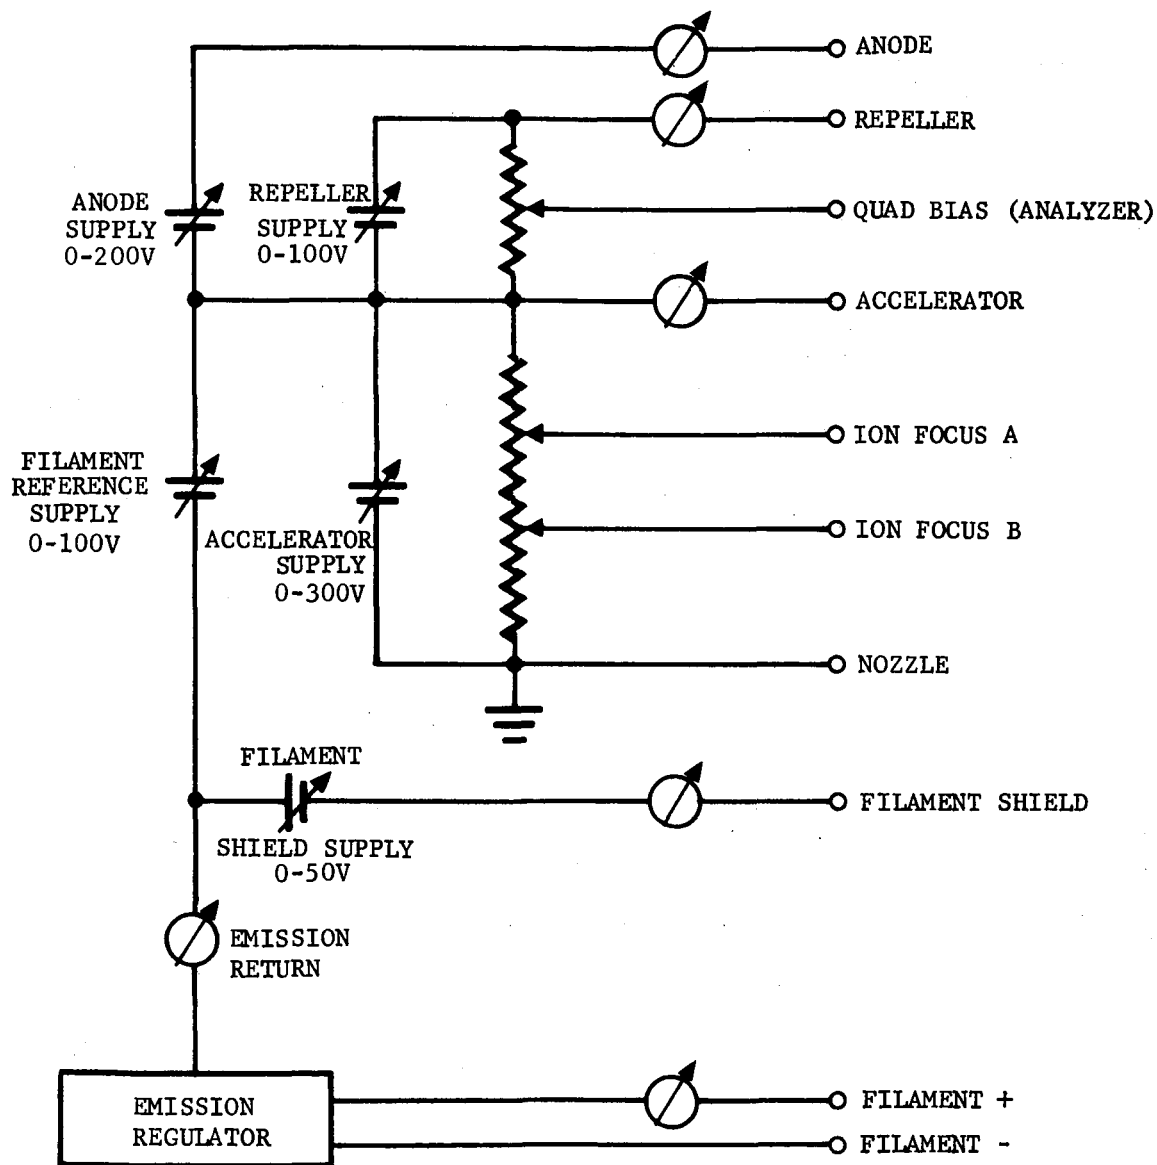 ANODE
REPELLER
ANODE
SUPPLY
0-200V
REPELLER
SUPPLY
0-100V
QUAD BIAS (ANALYZER)
ACCELERATOR
ION FOCUS A
FILAMENT
REFERENCE
SUPPLY
0-100V
ACCELERATOR
SUPPLY
0-300V
ION FOCUS B
NOZZLE
FILAMENT
SHIELD SUPPLY
0-50V
FILAMENT SHIELD
EMISSION
RETURN
EMISSION
REGULATOR
FILAMENT +
FILAMENT -